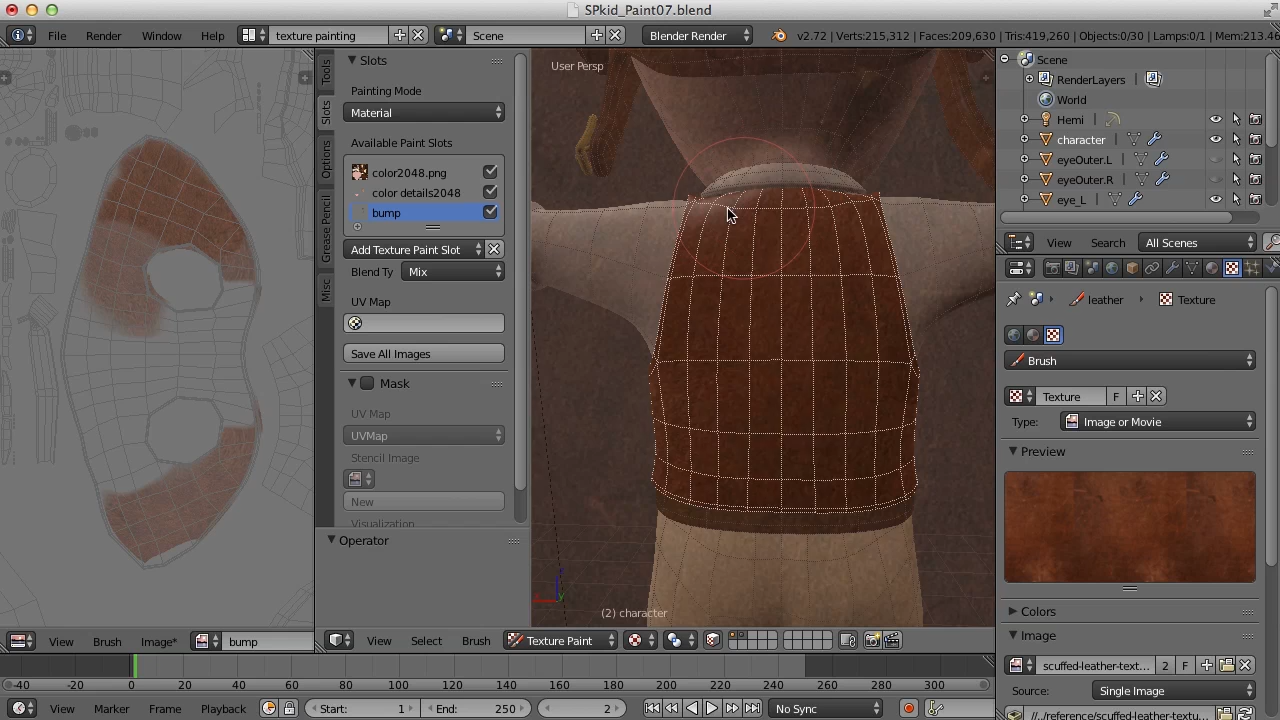 SPkid_Paint07.blend
File Render Window Help texture painting Scene Blender Render v2.72 | Verts:215,312 | Faces:209,630 | Tris:419,260 | Objects:0/30 | Lamps:0/1 | Mem:213.46
Tools
Slots
Options
Grease Pencil
Misc
Slots
Painting Mode
Material
Available Paint Slots
color2048.png
color details2048
bump
Add Texture Paint Slot
Blend Ty Mix
UV Map
Save All Images
Mask
UV Map
UVMap
Stencil Image
New
Visualization
Operator
User Persp
(2) character
Scene
RenderLayers
World
Hemi
character
eyeOuter.L
eyeOuter.R
eye_L
View Search All Scenes
leather Texture
Brush
Texture F
Type: Image or Movie
Preview
Colors
Image
scuffed-leather-text... 2 F
Source: Single Image
//../reference/scuffed-leather-textu...
View Brush Image* bump
View Select Brush Texture Paint
-40 -20 0 20 40 60 80 100 120 140 160 180 200 220 240 260 280 300
View Marker Frame Playback Start: 1 End: 250 2 No Sync